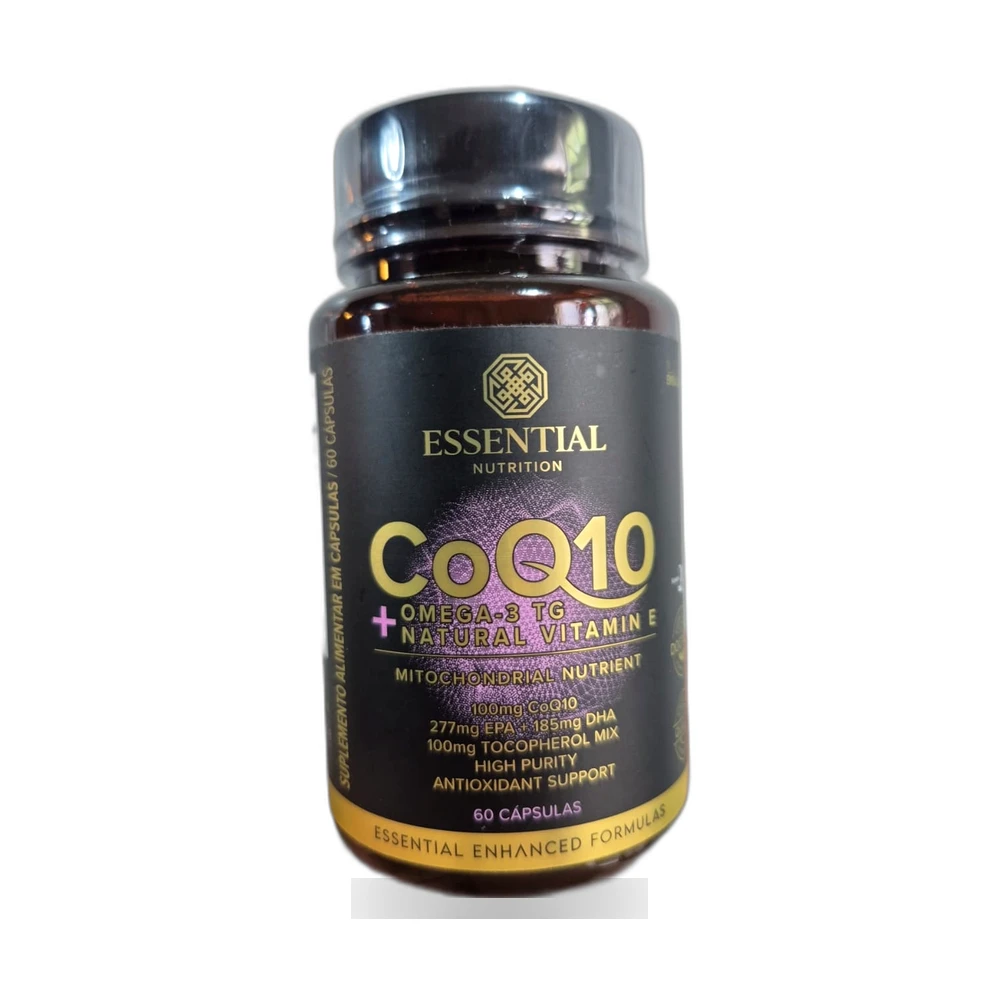 ESSENTIAL
NUTRITION
CoQ10
+ OMEGA-3 TG
NATURAL VITAMIN E
MITOCHONDRIAL NUTRIENT
100mg CoQ10
277mg EPA + 185mg DHA
100mg TOCOPHEROL MIX
HIGH PURITY
ANTIOXIDANT SUPPORT
60 CÁPSULAS
ESSENTIAL ENHANCED FORMULAS
SUPLEMENTO ALIMENTAR EM CÁPSULAS / 60 CÁPSULAS